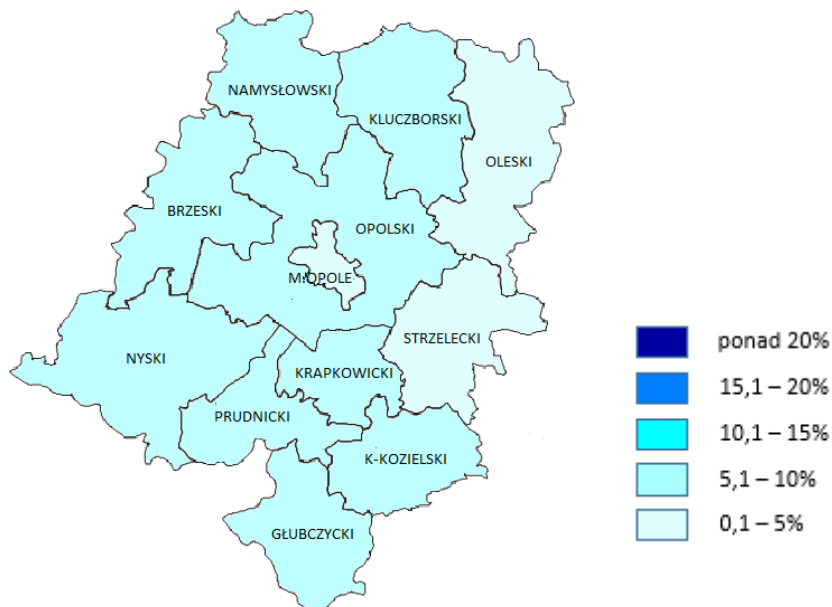 NAMYSŁOWSKI
KLUCZBORSKI
OLESKI
BRZESKI
OPOLSKI
M.OPOLE
STRZELECKI
NYSKI
KRAPKOWICKI
PRUDNICKI
K-KOZIELSKI
GŁUBCZYCKI
ponad 20%
15,1 – 20%
10,1 – 15%
5,1 – 10%
0,1 – 5%